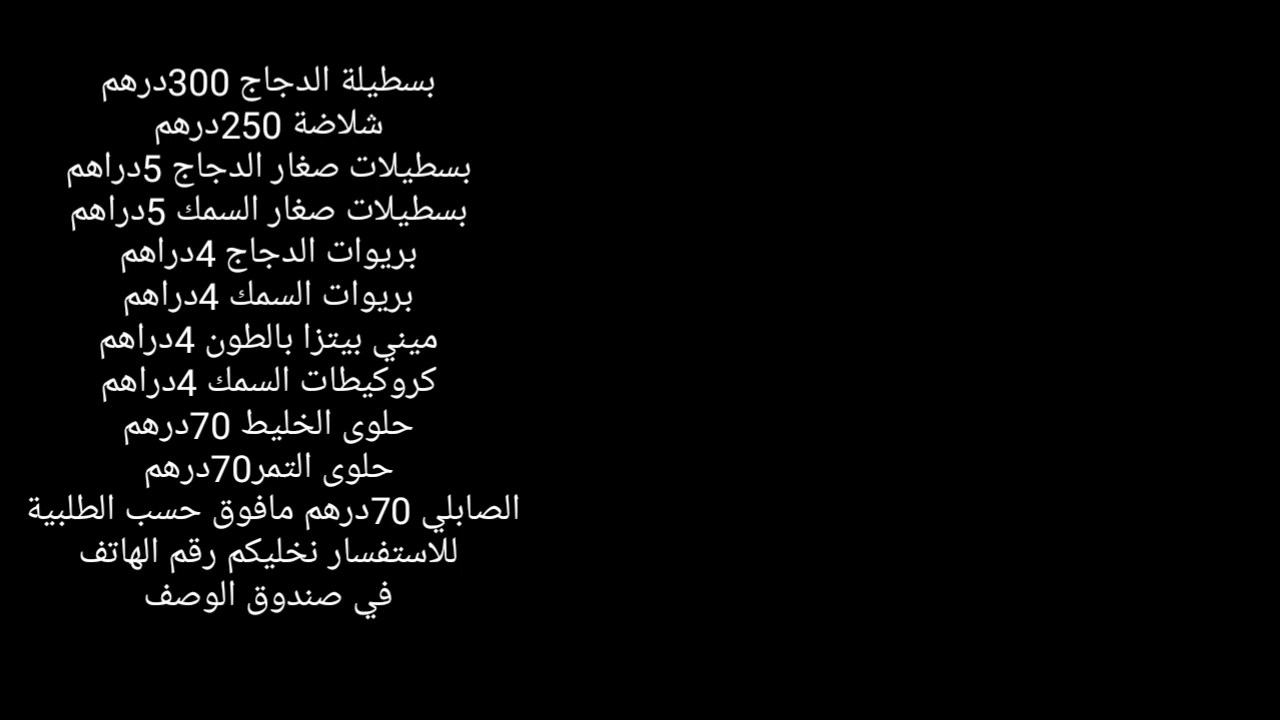 بسطيلة الدجاج 300درهم
شلاضة 250درهم
بسطيلات صغار الدجاج 5دراهم
بسطيلات صغار السمك 5دراهم
بريوات الدجاج 4دراهم
بريوات السمك 4دراهم
ميني بيتزا بالطون 4دراهم
كروكيطات السمك 4دراهم
حلوى الخليط 70درهم
حلوى التمر70درهم
الصابلي 70درهم مافوق حسب الطلبية
للاستفسار نخليكم رقم الهاتف
في صندوق الوصف